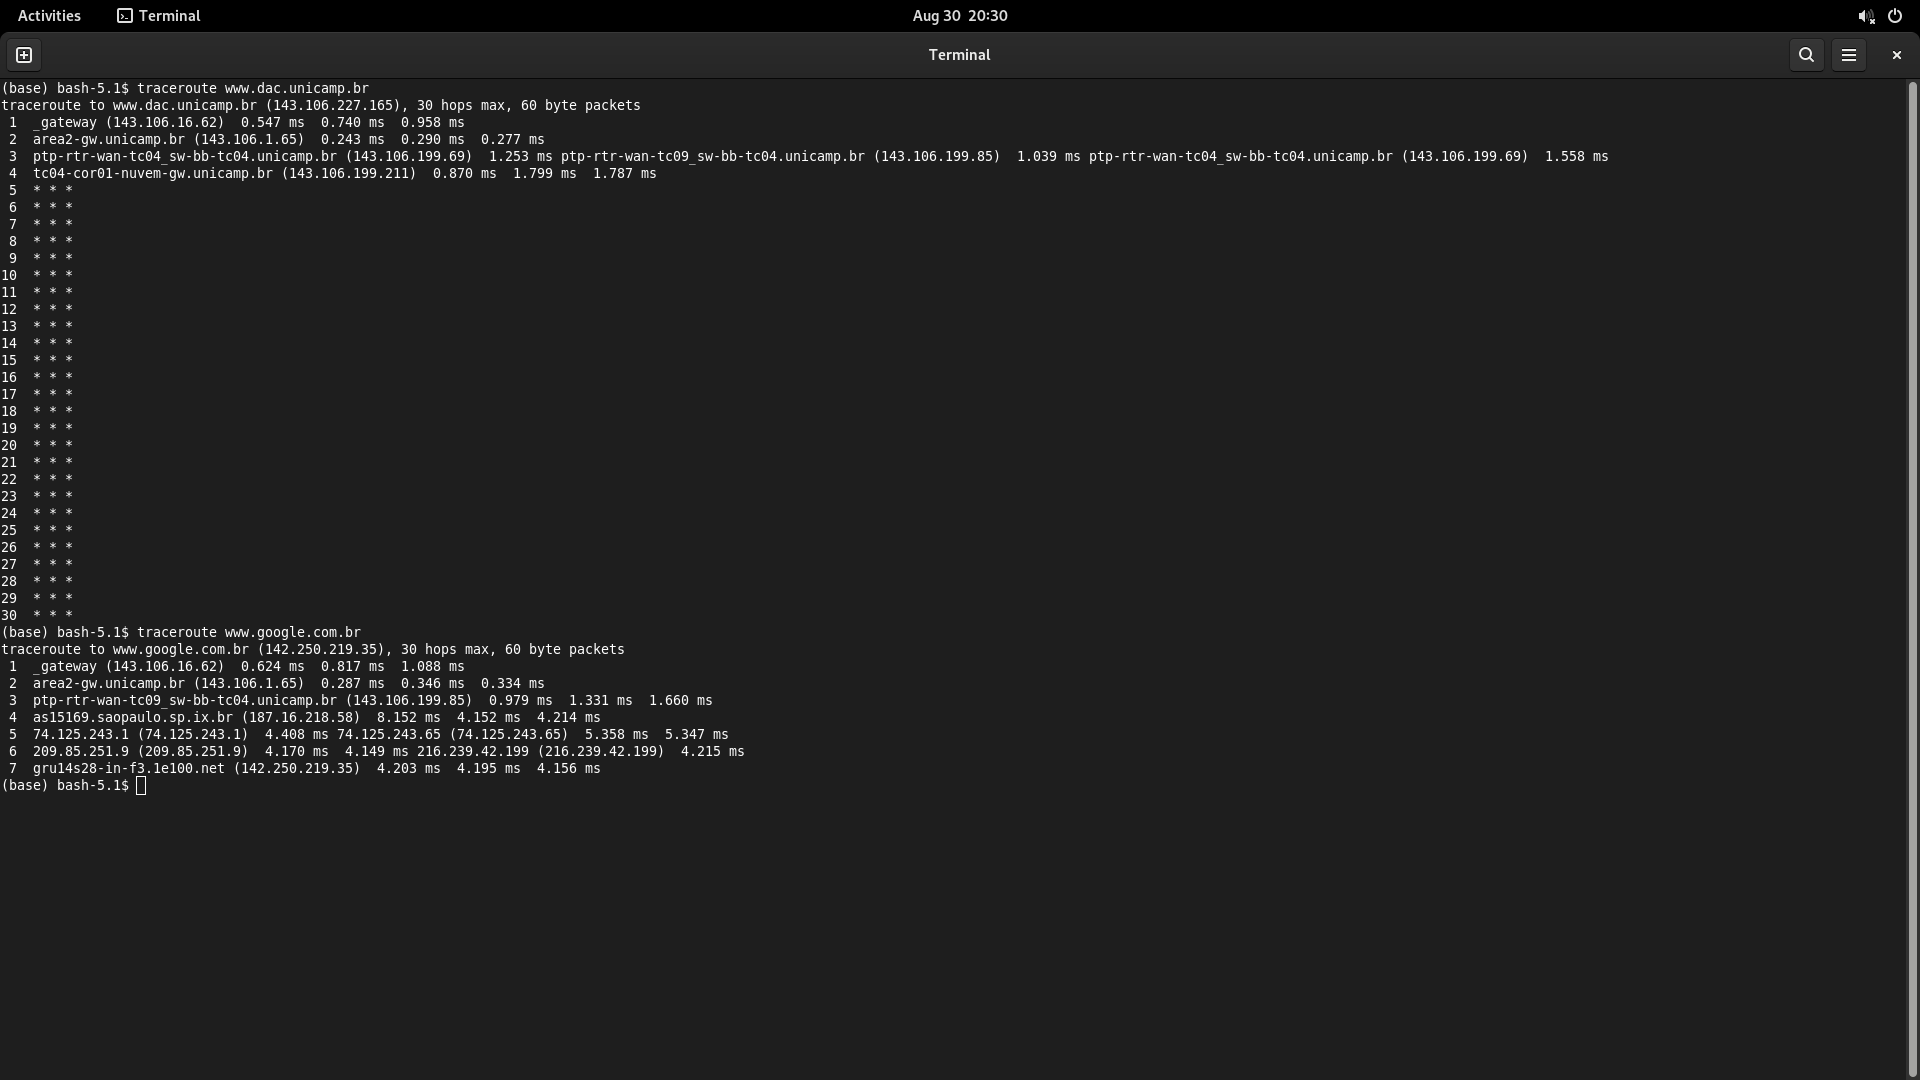 Activities Terminal Aug 30 20:30
Terminal
(base) bash-5.1$ traceroute www.dac.unicamp.br
traceroute to www.dac.unicamp.br (143.106.227.165), 30 hops max, 60 byte packets
 1  _gateway (143.106.16.62)  0.547 ms  0.740 ms  0.958 ms
 2  area2-gw.unicamp.br (143.106.1.65)  0.243 ms  0.290 ms  0.277 ms
 3  ptp-rtr-wan-tc04_sw-bb-tc04.unicamp.br (143.106.199.69)  1.253 ms ptp-rtr-wan-tc09_sw-bb-tc04.unicamp.br (143.106.199.85)  1.039 ms ptp-rtr-wan-tc04_sw-bb-tc04.unicamp.br (143.106.199.69)  1.558 ms
 4  tc04-cor01-nuvem-gw.unicamp.br (143.106.199.211)  0.870 ms  1.799 ms  1.787 ms
 5  * * *
 6  * * *
 7  * * *
 8  * * *
 9  * * *
10  * * *
11  * * *
12  * * *
13  * * *
14  * * *
15  * * *
16  * * *
17  * * *
18  * * *
19  * * *
20  * * *
21  * * *
22  * * *
23  * * *
24  * * *
25  * * *
26  * * *
27  * * *
28  * * *
29  * * *
30  * * *
(base) bash-5.1$ traceroute www.google.com.br
traceroute to www.google.com.br (142.250.219.35), 30 hops max, 60 byte packets
 1  _gateway (143.106.16.62)  0.624 ms  0.817 ms  1.088 ms
 2  area2-gw.unicamp.br (143.106.1.65)  0.287 ms  0.346 ms  0.334 ms
 3  ptp-rtr-wan-tc09_sw-bb-tc04.unicamp.br (143.106.199.85)  0.979 ms  1.331 ms  1.660 ms
 4  as15169.saopaulo.sp.ix.br (187.16.218.58)  8.152 ms  4.152 ms  4.214 ms
 5  74.125.243.1 (74.125.243.1)  4.408 ms 74.125.243.65 (74.125.243.65)  5.358 ms  5.347 ms
 6  209.85.251.9 (209.85.251.9)  4.170 ms  4.149 ms 216.239.42.199 (216.239.42.199)  4.215 ms
 7  gru14s28-in-f3.1e100.net (142.250.219.35)  4.203 ms  4.195 ms  4.156 ms
(base) bash-5.1$